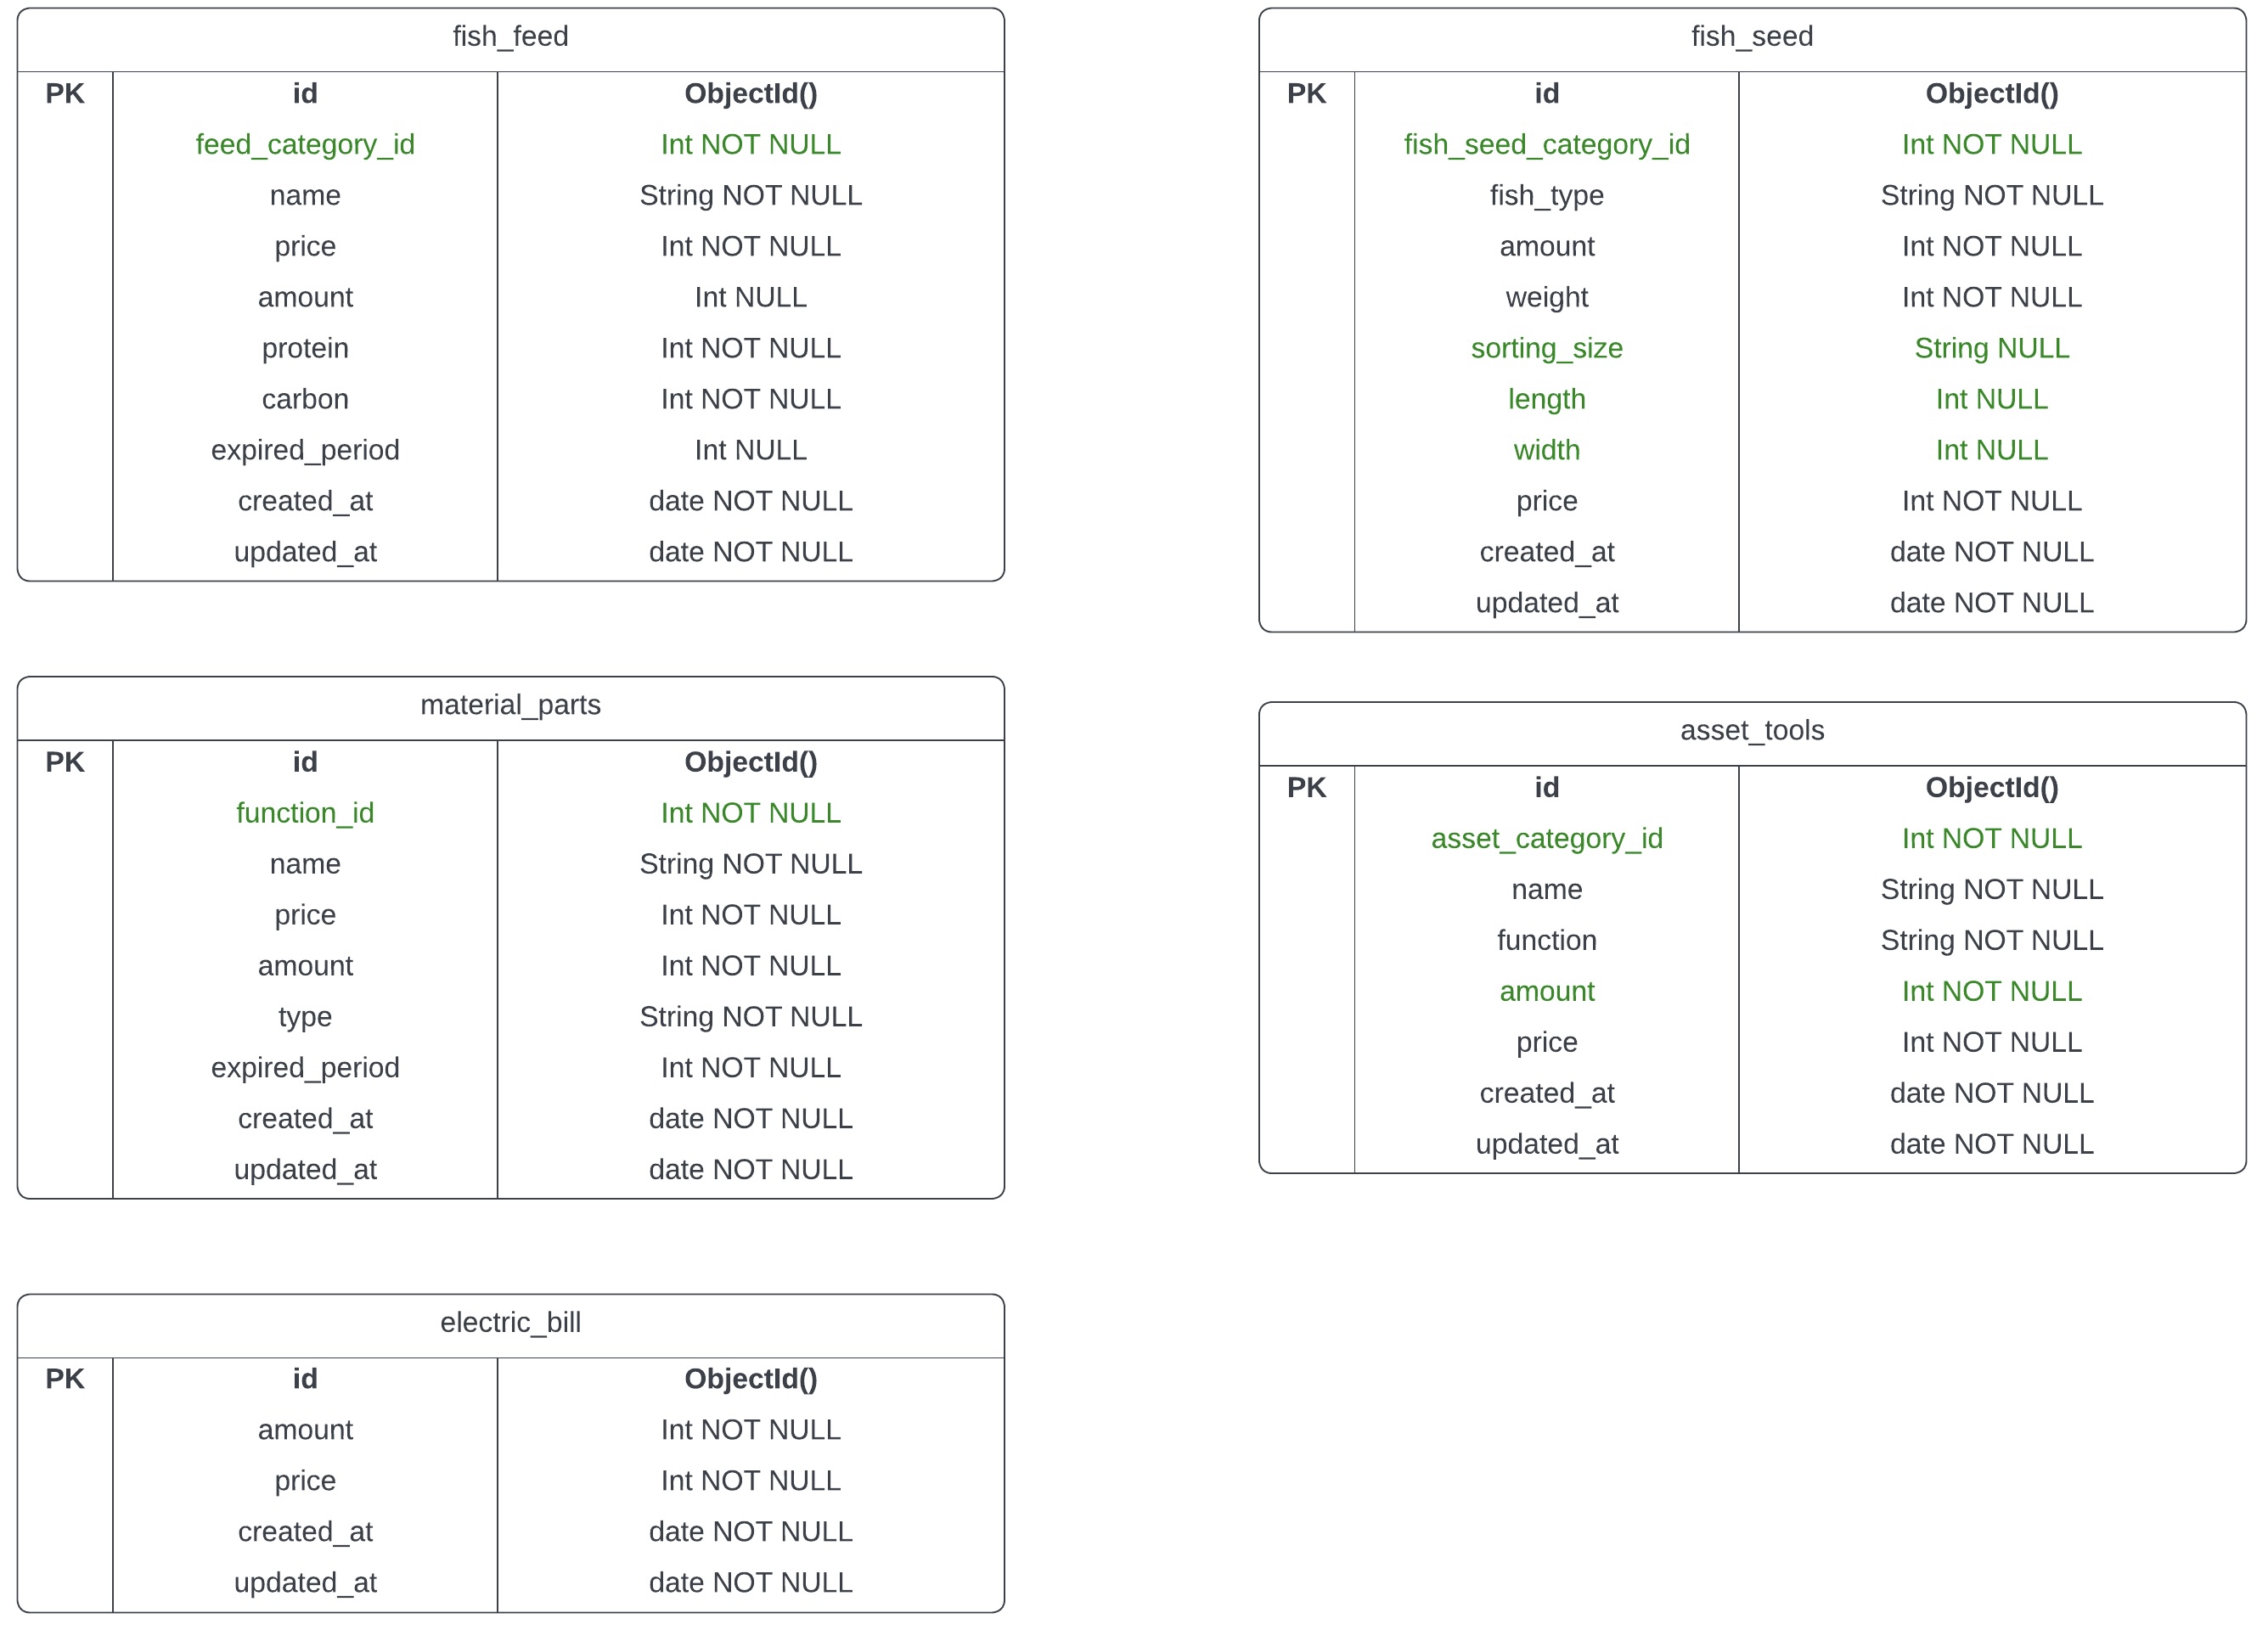 fish_feed
PK id ObjectId()
feed_category_id Int NOT NULL
name String NOT NULL
price Int NOT NULL
amount Int NULL
protein Int NOT NULL
carbon Int NOT NULL
expired_period Int NULL
created_at date NOT NULL
updated_at date NOT NULL
fish_seed
PK id ObjectId()
fish_seed_category_id Int NOT NULL
fish_type String NOT NULL
amount Int NOT NULL
weight Int NOT NULL
sorting_size String NULL
length Int NULL
width Int NULL
price Int NOT NULL
created_at date NOT NULL
updated_at date NOT NULL
material_parts
PK id ObjectId()
function_id Int NOT NULL
name String NOT NULL
price Int NOT NULL
amount Int NOT NULL
type String NOT NULL
expired_period Int NOT NULL
created_at date NOT NULL
updated_at date NOT NULL
asset_tools
PK id ObjectId()
asset_category_id Int NOT NULL
name String NOT NULL
function String NOT NULL
amount Int NOT NULL
price Int NOT NULL
created_at date NOT NULL
updated_at date NOT NULL
electric_bill
PK id ObjectId()
amount Int NOT NULL
price Int NOT NULL
created_at date NOT NULL
updated_at date NOT NULL